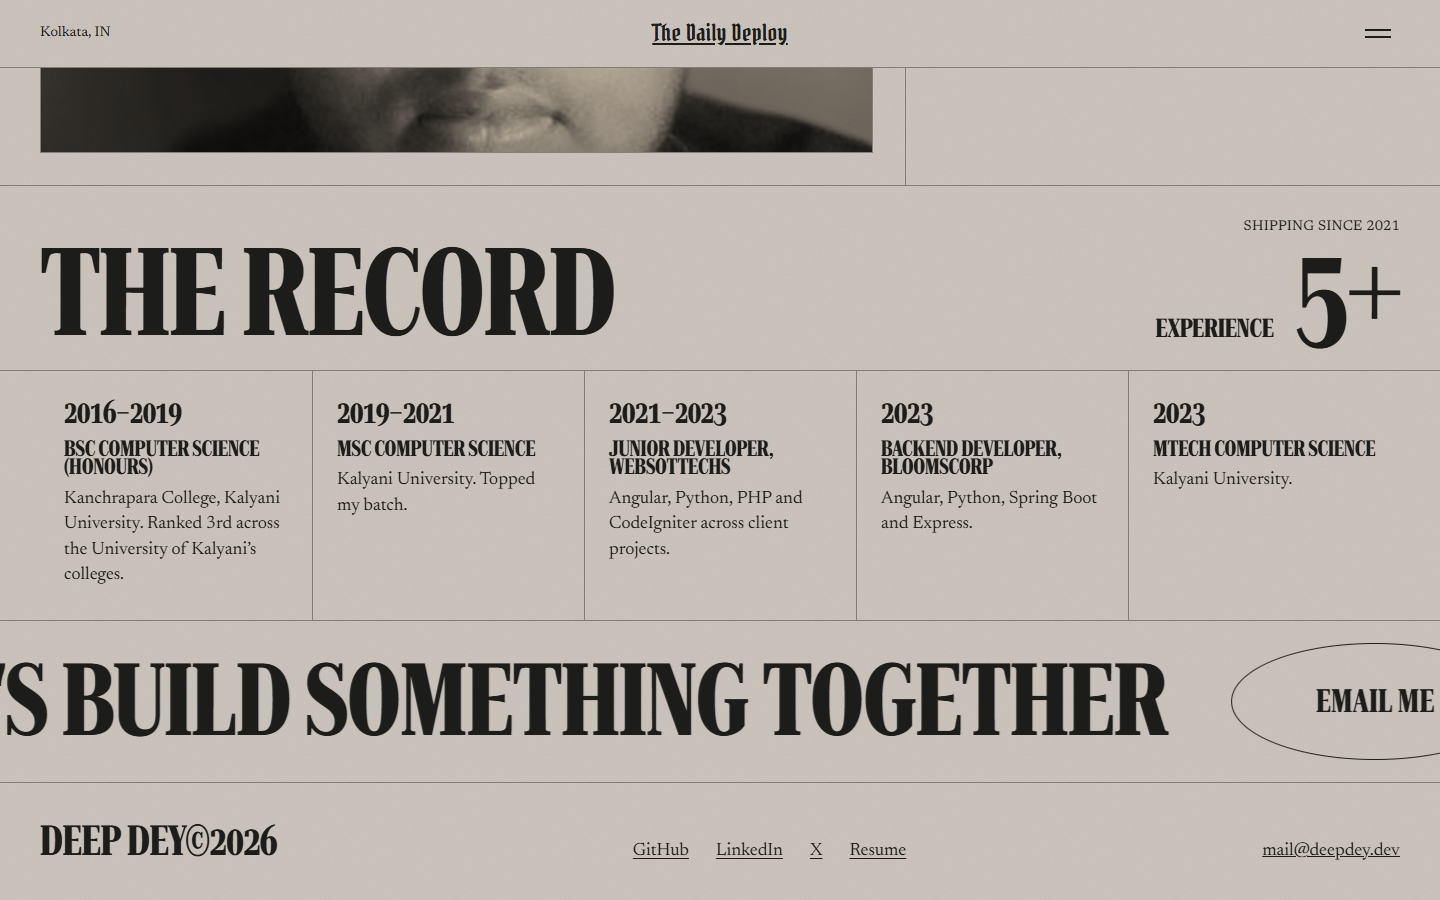 Kolkata, IN
The Daily Deploy
SHIPPING SINCE 2021
THE RECORD
EXPERIENCE 5+
2016–2019
BSC COMPUTER SCIENCE
(HONOURS)
Kanchrapara College, Kalyani
University. Ranked 3rd across
the University of Kalyani’s
colleges.
2019–2021
MSC COMPUTER SCIENCE
Kalyani University. Topped
my batch.
2021–2023
JUNIOR DEVELOPER,
WEBSOTTECHS
Angular, Python, PHP and
CodeIgniter across client
projects.
2023
BACKEND DEVELOPER,
BLOOMSCORP
Angular, Python, Spring Boot
and Express.
2023
MTECH COMPUTER SCIENCE
Kalyani University.
’S BUILD SOMETHING TOGETHER
EMAIL ME
DEEP DEY©2026
GitHub LinkedIn X Resume
mail@deepdey.dev